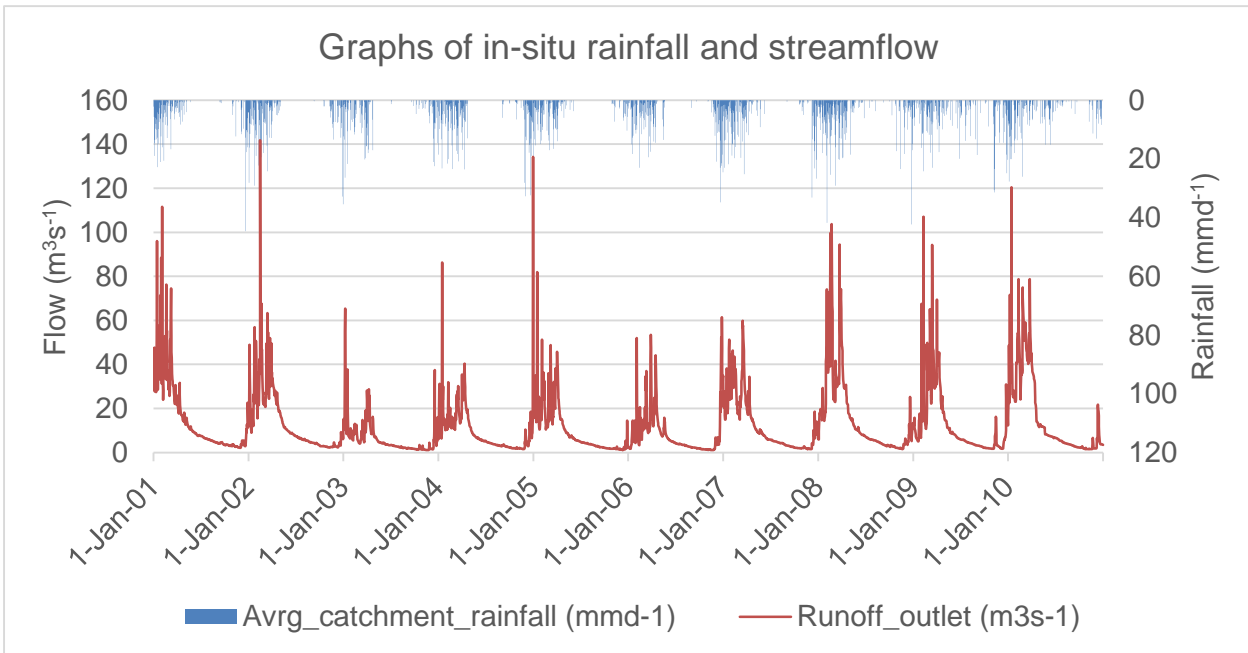 Graphs of in-situ rainfall and streamflow
Flow (m³s⁻¹)
160
140
120
100
80
60
40
20
0
0
20
40
60
80
100
120
Rainfall (mmd⁻¹)
1-Jan-01
1-Jan-02
1-Jan-03
1-Jan-04
1-Jan-05
1-Jan-06
1-Jan-07
1-Jan-08
1-Jan-09
1-Jan-10
Avrg_catchment_rainfall (mmd-1)
Runoff_outlet (m3s-1)